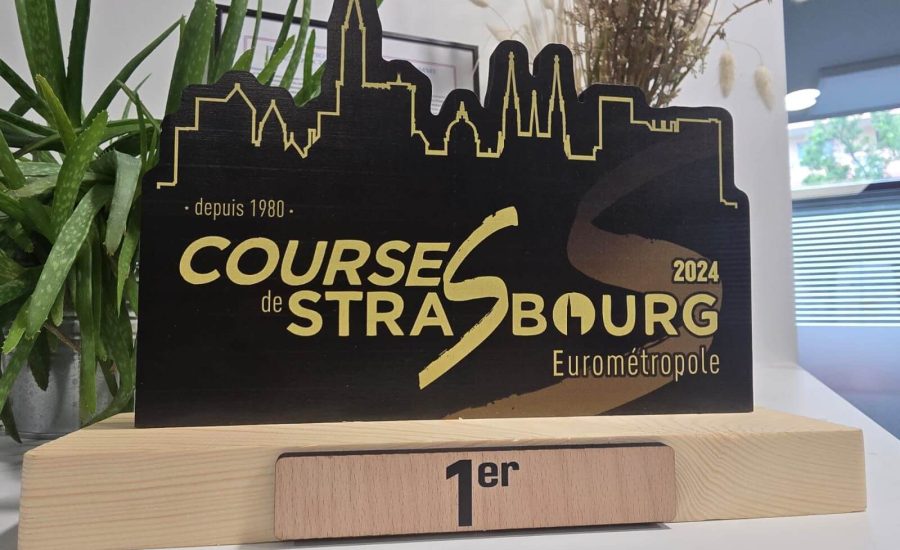 · depuis 1980 ·
COURSES
2024
de STRASBOURG
Eurométropole
1er